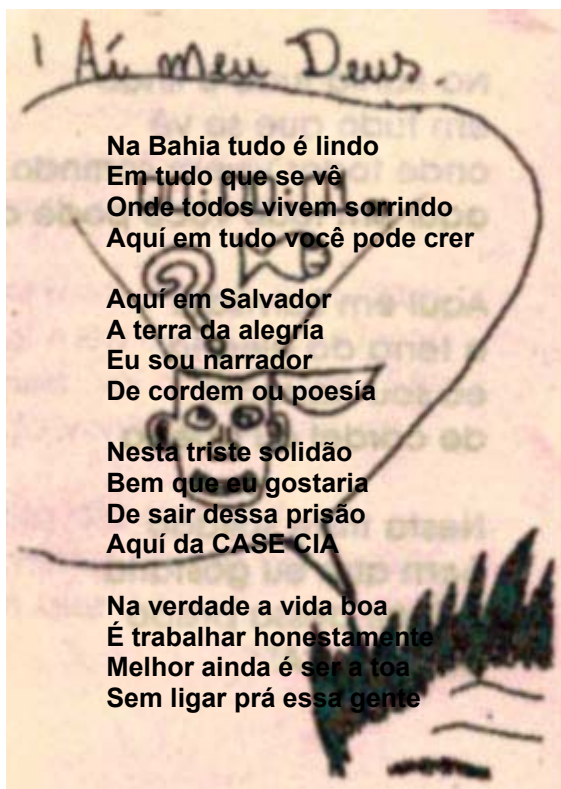 Aí meu Deus.
Na Bahia tudo é lindo
Em tudo que se vê
Onde todos vivem sorrindo
Aquí em tudo você pode crer
Aquí em Salvador
A terra da alegría
Eu sou narrador
De cordem ou poesía
Nesta triste solidão
Bem que eu gostaria
De sair dessa prisão
Aquí da CASE CIA
Na verdade a vida boa
É trabalhar honestamente
Melhor ainda é ser a toa
Sem ligar prá essa gente